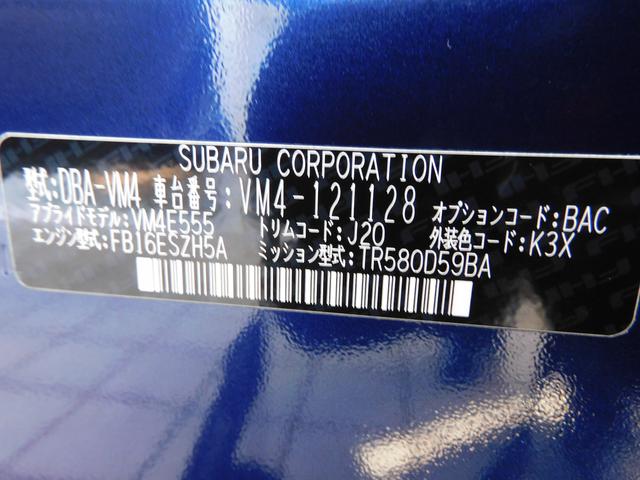 SUBARU CORPORATION
型式:DBA-VM4 車台番号:VM4-121128 オプションコード:BAC
アプライドモデル:VM4E555 トリムコード:J20 外装色コード:K3X
エンジン型式:FB16ESZH5A ミッション型式:TR580D59BA